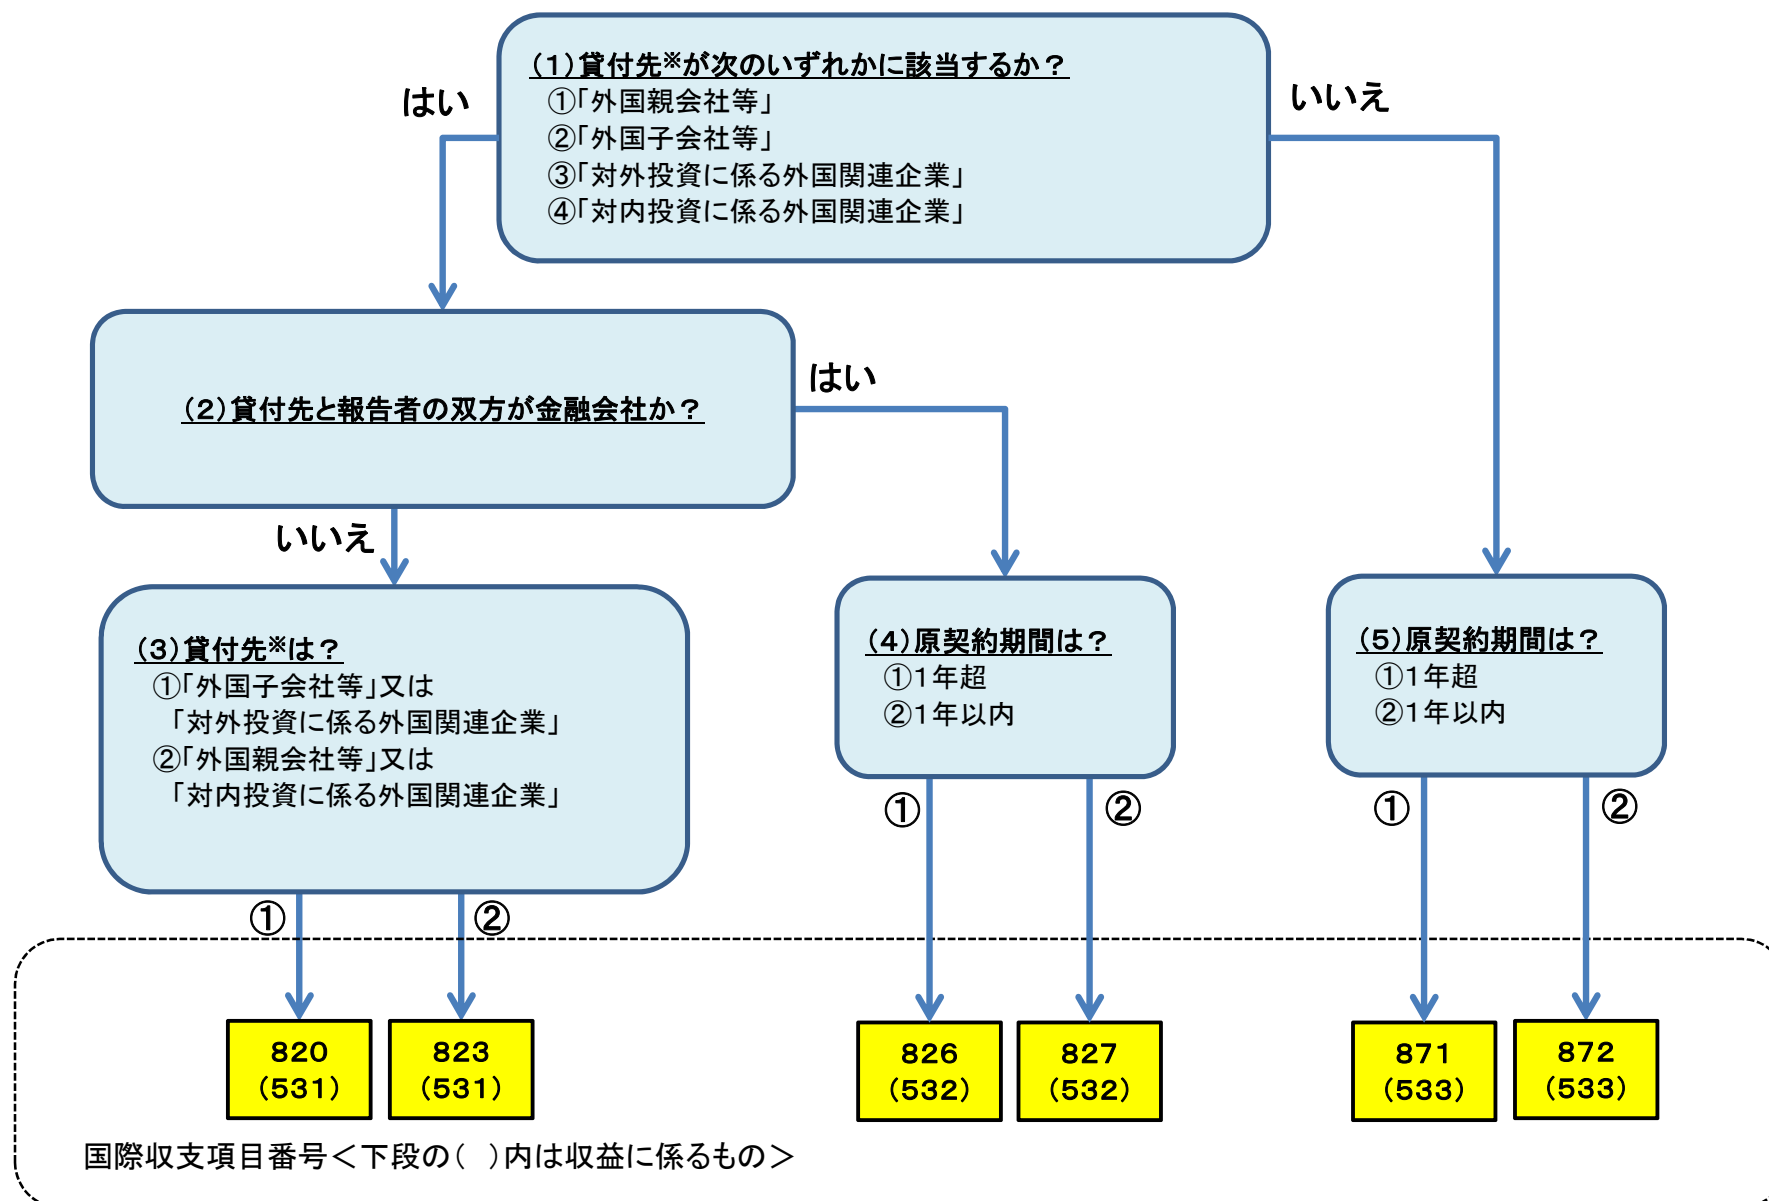 (１)貸付先※が次のいずれかに該当するか？
①｢外国親会社等｣
②｢外国子会社等｣
③｢対外投資に係る外国関連企業｣
④｢対内投資に係る外国関連企業｣
はい
いいえ
(２)貸付先と報告者の双方が金融会社か？
はい
いいえ
(３)貸付先※は？
①｢外国子会社等｣又は
｢対外投資に係る外国関連企業｣
②｢外国親会社等｣又は
｢対内投資に係る外国関連企業｣
(４)原契約期間は？
①１年超
②１年以内
(５)原契約期間は？
①１年超
②１年以内
①
②
①
②
①
②
８２０
(５３１)
８２３
(５３１)
８２６
(５３２)
８２７
(５３２)
８７１
(５３３)
８７２
(５３３)
国際収支項目番号＜下段の(　)内は収益に係るもの＞